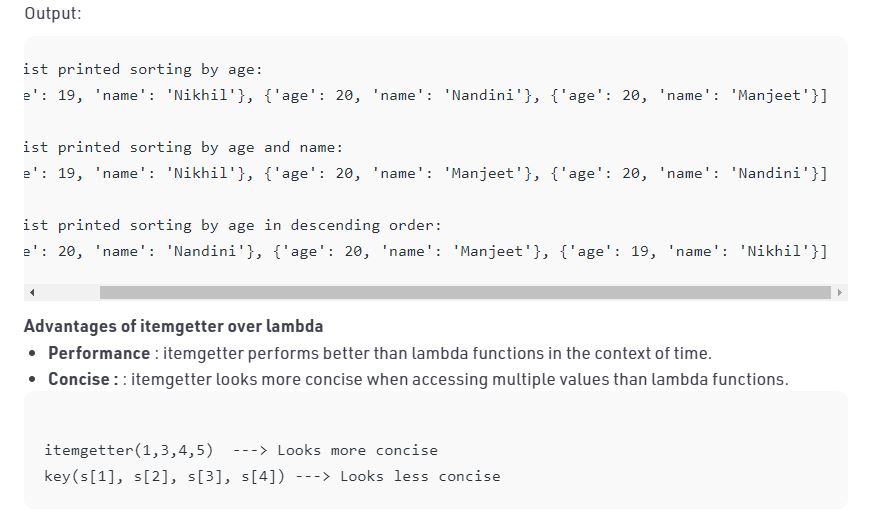 Output:
ist printed sorting by age:
e': 19, 'name': 'Nikhil'}, {'age': 20, 'name': 'Nandini'}, {'age': 20, 'name': 'Manjeet'}]
ist printed sorting by age and name:
e': 19, 'name': 'Nikhil'}, {'age': 20, 'name': 'Manjeet'}, {'age': 20, 'name': 'Nandini'}]
ist printed sorting by age in descending order:
e': 20, 'name': 'Nandini'}, {'age': 20, 'name': 'Manjeet'}, {'age': 19, 'name': 'Nikhil'}]
Advantages of itemgetter over lambda
• Performance : itemgetter performs better than lambda functions in the context of time.
• Concise : : itemgetter looks more concise when accessing multiple values than lambda functions.
itemgetter(1,3,4,5)  ---> Looks more concise
key(s[1], s[2], s[3], s[4]) ---> Looks less concise